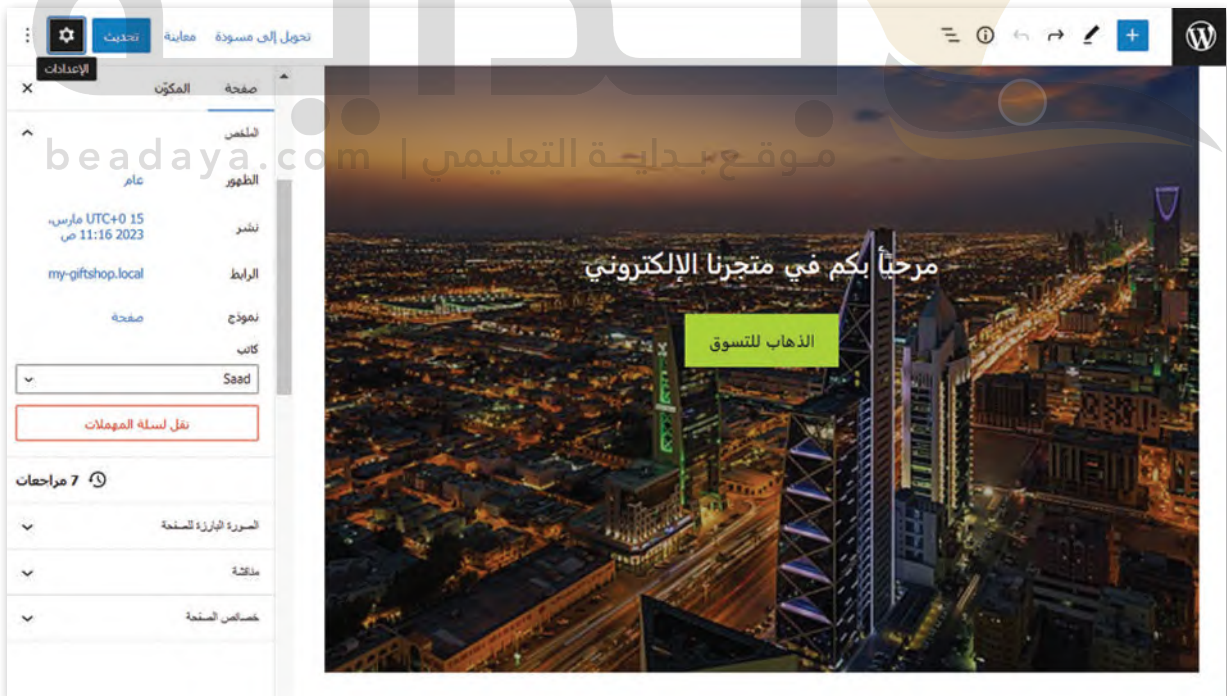 تحويل إلى مسودة
معاينة
تحديث
الإعدادات
صفحة
المكوّن
الملخص
الظهور
عام
نشر
15 UTC+0 مارس،
2023 11:16 ص
الرابط
my-giftshop.local
نموذج
صفحة
كاتب
Saad
نقل لسلة المهملات
7 مراجعات
الصورة البارزة للصفحة
مناقشة
خصائص الصفحة
مرحبًا بكم في متجرنا الإلكتروني
الذهاب للتسوق
بداية
موقع بداية التعليمي | beadaya.com